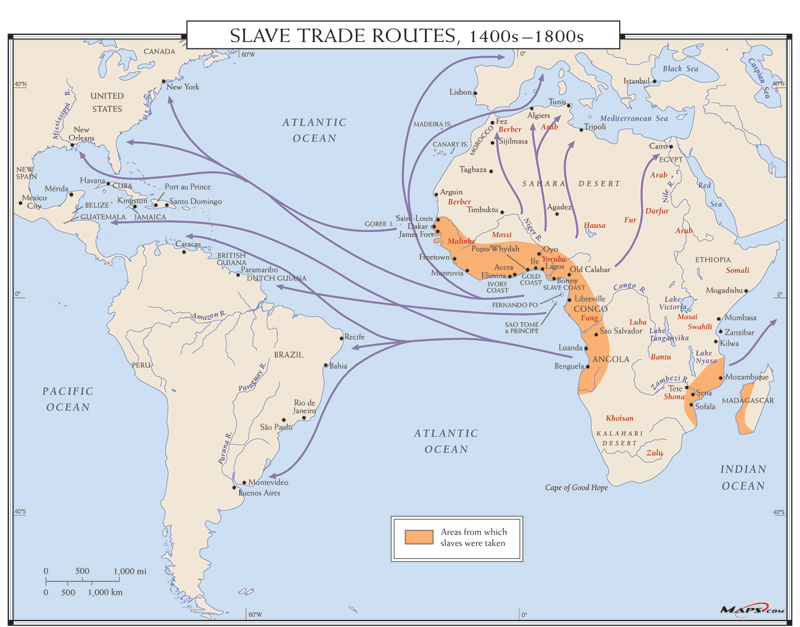 SLAVE TRADE ROUTES, 1400s–1800s
60°W
0°
CANADA
40°N
40°N
UNITED
STATES
New York
Mississippi R.
New
Orleans
ATLANTIC
OCEAN
NEW
SPAIN
Mexico
City
Mérida
Havana
CUBA
Port au Prince
Kingston
Santo Domingo
BELIZE
JAMAICA
GUATEMALA
Caracas
BRITISH
GUIANA
Paramaribo
DUTCH GUIANA
0°
0°
Amazon R.
PERU
BRAZIL
Recife
Bahia
Paraguay R.
Rio de
Janeiro
São Paulo
Parana R.
Montevideo
Buenos Aires
PACIFIC
OCEAN
ATLANTIC
OCEAN
INDIAN
OCEAN
Lisbon
MADEIRA IS.
CANARY IS.
Istanbul
Black Sea
Caspian Sea
Mediterranean Sea
Tunis
Algiers
Tripoli
Fez
Berber
Arab
MOROCCO
Sijilmasa
Cairo
EGYPT
Arab
Nile R.
Red
Sea
Taghaza
SAHARA DESERT
Arguin
Berber
Timbuktu
Agadez
Hausa
Fur
Darfur
Arab
Niger R.
GOREE I.
Saint-Louis
Dakar
James Fort
Malinke
Mossi
Freetown
Monrovia
Popo/Whydah
Oyo
Yoruba
Ife
Lagos
Accra
Elimina
IVORY
COAST
GOLD
COAST
Bonny
SLAVE COAST
Old Calabar
FERNANDO PO
SAO TOME
& PRINCIPE
Libreville
CONGO
Fang
Congo R.
Sao Salvador
Luanda
ANGOLA
Benguela
ETHIOPIA
Somali
Mogadishu
Lake
Victoria
Masai
Swahili
Mombasa
Zanzibar
Kilwa
Luba
Lake
Tanganyika
Bantu
Lake
Nyasa
Zambezi R.
Tete
Sena
Shona
Sofala
Mozambique
MADAGASCAR
Khoisan
KALAHARI
DESERT
Zulu
Cape of Good Hope
Areas from which
slaves were taken
40°S
40°S
0 500 1,000 mi
0 500 1,000 km
60°W
0°
MAPS.COM